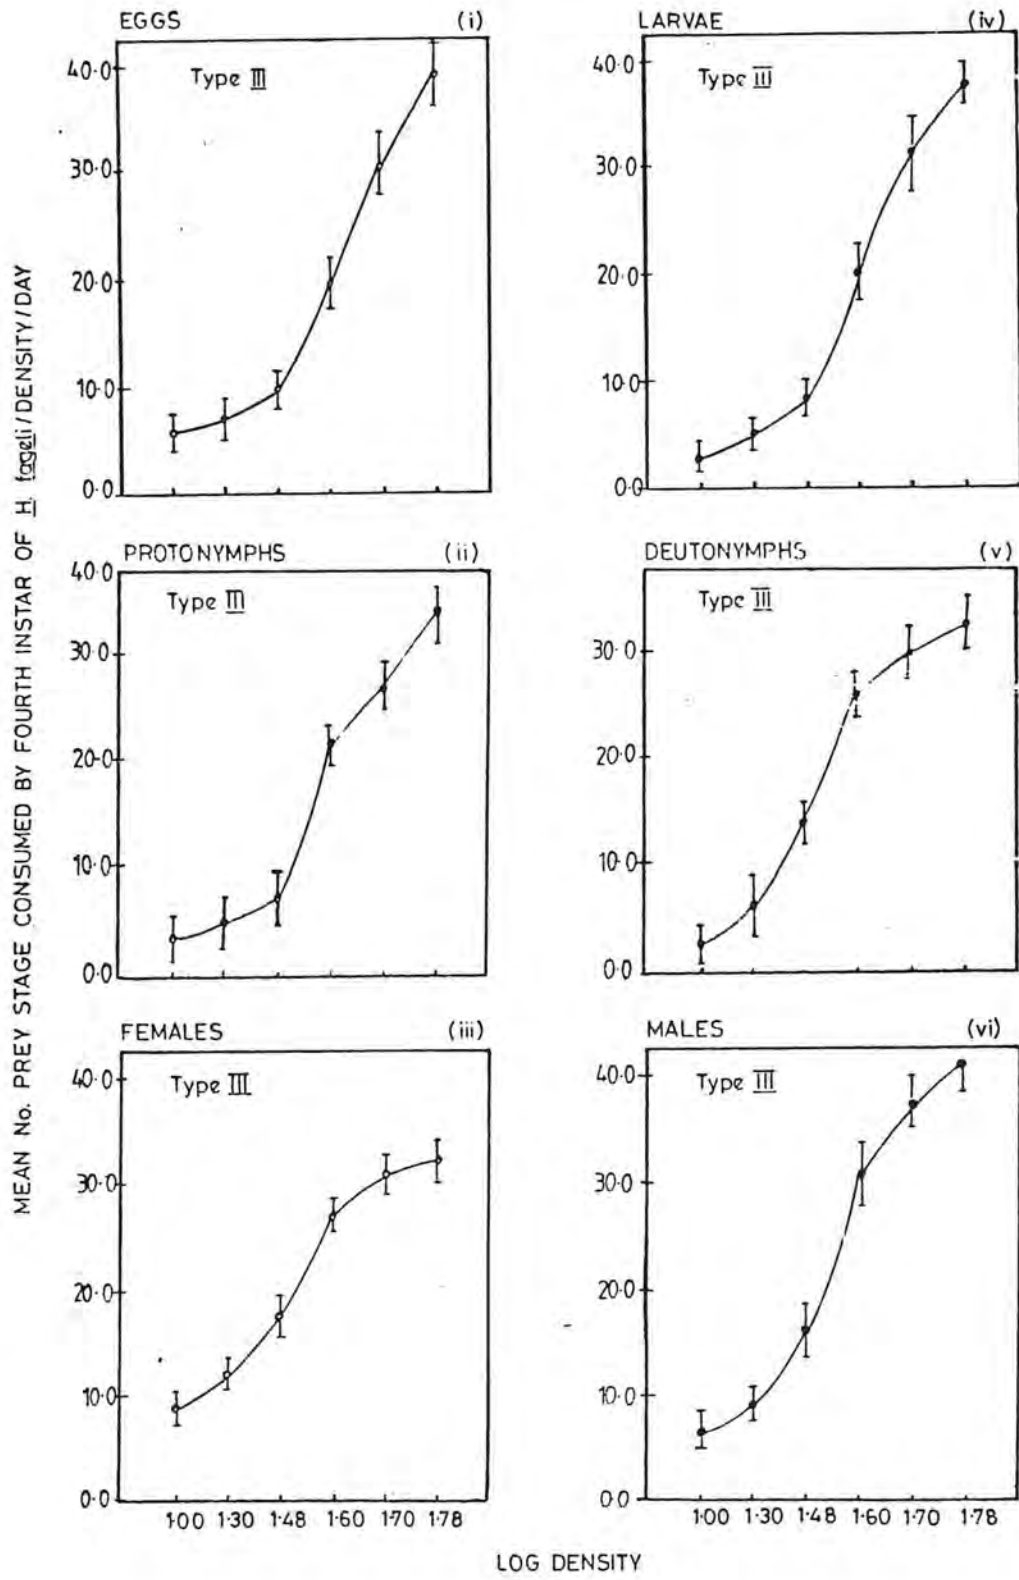 EGGS (i)
Type III
40·0
30·0
20·0
10·0
0·0
LARVAE (iv)
Type III
40·0
30·0
20·0
10·0
0·0
PROTONYMPHS (ii)
Type III
40·0
30·0
20·0
10·0
0·0
DEUTONYMPHS (v)
Type III
30·0
20·0
10·0
0·0
FEMALES (iii)
Type III
40·0
30·0
20·0
10·0
0·0
1·00 1·30 1·48 1·60 1·70 1·78
MALES (vi)
Type III
40·0
30·0
20·0
10·0
0·0
1·00 1·30 1·48 1·60 1·70 1·78
LOG DENSITY
MEAN No. PREY STAGE CONSUMED BY FOURTH INSTAR OF H. fageli/DENSITY/DAY